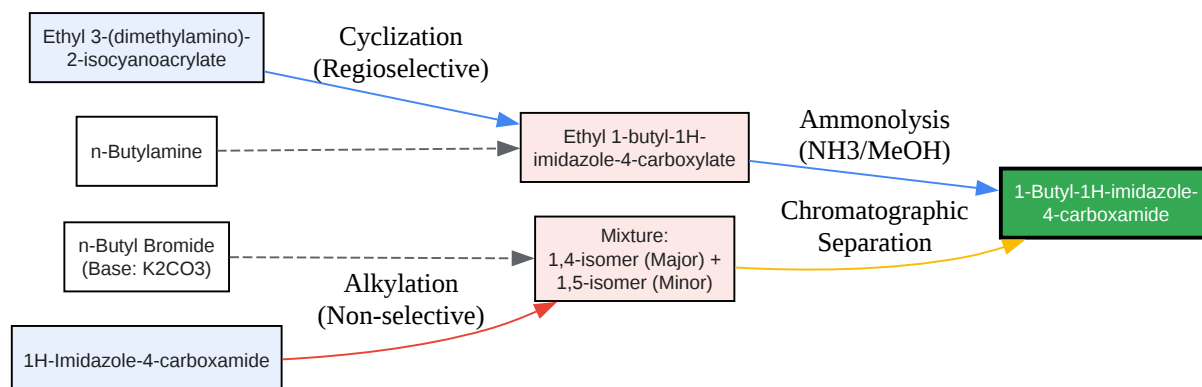 Ethyl 3-(dimethylamino)-
2-isocyanoacrylate
Cyclization
(Regioselective)
n-Butylamine
Ethyl 1-butyl-1H-
imidazole-4-carboxylate
Ammonolysis
(NH3/MeOH)
1-Butyl-1H-imidazole-
4-carboxamide
n-Butyl Bromide
(Base: K2CO3)
Mixture:
1,4-isomer (Major) +
1,5-isomer (Minor)
Chromatographic
Separation
Alkylation
(Non-selective)
1H-Imidazole-4-carboxamide